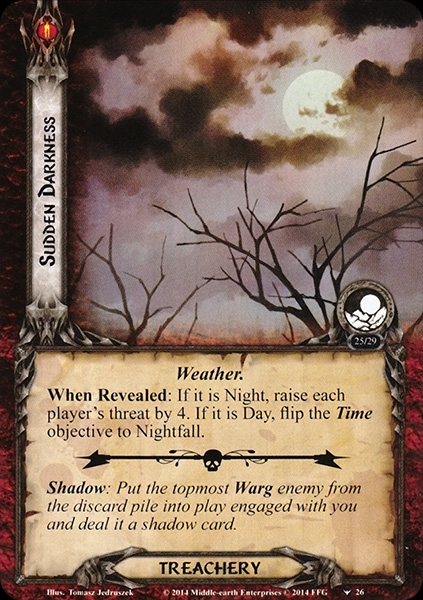 SUDDEN DARKNESS
25/29
Weather.
When Revealed: If it is Night, raise each
player's threat by 4. If it is Day, flip the Time
objective to Nightfall.
Shadow: Put the topmost Warg enemy from
the discard pile into play engaged with you
and deal it a shadow card.
TREACHERY
Illus. Tomasz Jedruszek © 2014 Middle-earth Enterprises © 2014 FFG 26